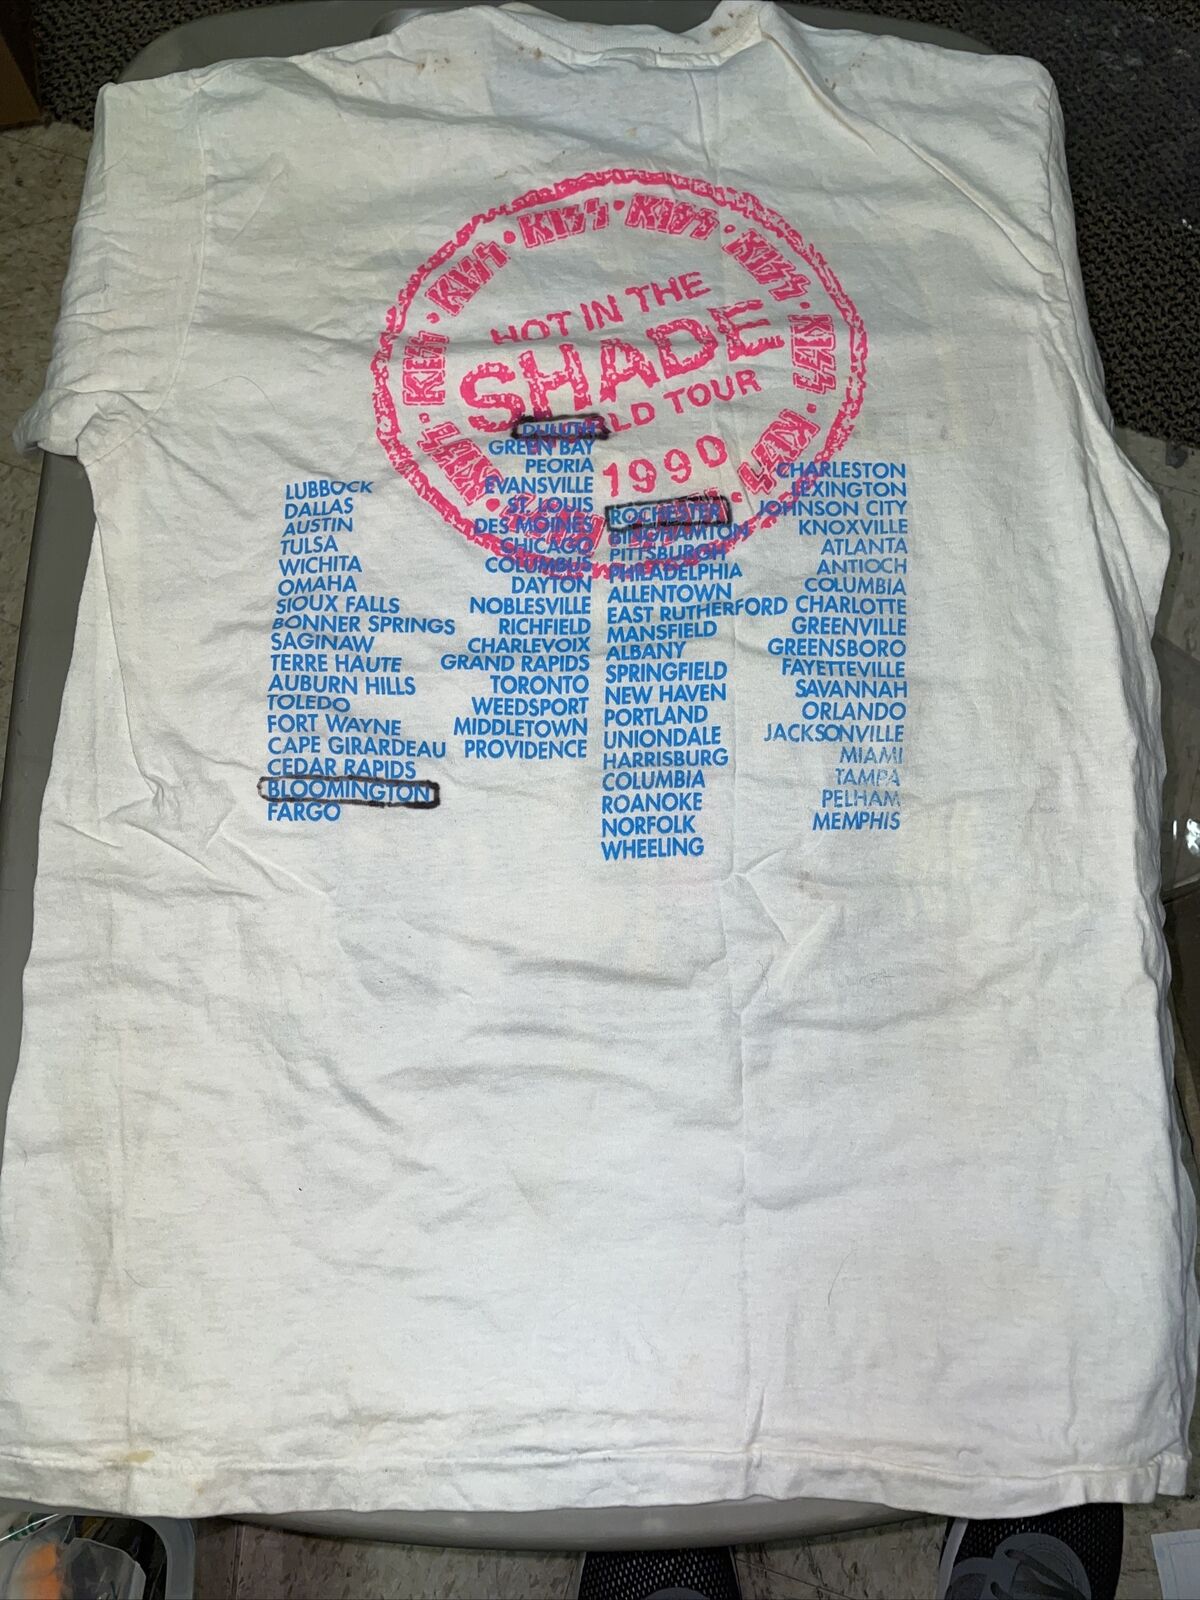 KISS • KISS • KISS • KISS • KISS • KISS • KISS • KISS
HOT IN THE
SHADE
WORLD TOUR
1990
LUBBOCK
DALLAS
AUSTIN
TULSA
WICHITA
OMAHA
SIOUX FALLS
BONNER SPRINGS
SAGINAW
TERRE HAUTE
AUBURN HILLS
TOLEDO
FORT WAYNE
CAPE GIRARDEAU
CEDAR RAPIDS
BLOOMINGTON
FARGO
DULUTH
GREEN BAY
PEORIA
EVANSVILLE
ST. LOUIS
DES MOINES
CHICAGO
COLUMBUS
DAYTON
NOBLESVILLE
RICHFIELD
CHARLEVOIX
GRAND RAPIDS
TORONTO
WEEDSPORT
MIDDLETOWN
PROVIDENCE
ROCHESTER
BINGHAMTON
PITTSBURGH
PHILADELPHIA
ALLENTOWN
EAST RUTHERFORD
MANSFIELD
ALBANY
SPRINGFIELD
NEW HAVEN
PORTLAND
UNIONDALE
HARRISBURG
COLUMBIA
ROANOKE
NORFOLK
WHEELING
CHARLESTON
LEXINGTON
JOHNSON CITY
KNOXVILLE
ATLANTA
ANTIOCH
COLUMBIA
CHARLOTTE
GREENVILLE
GREENSBORO
FAYETTEVILLE
SAVANNAH
ORLANDO
JACKSONVILLE
MIAMI
TAMPA
PELHAM
MEMPHIS